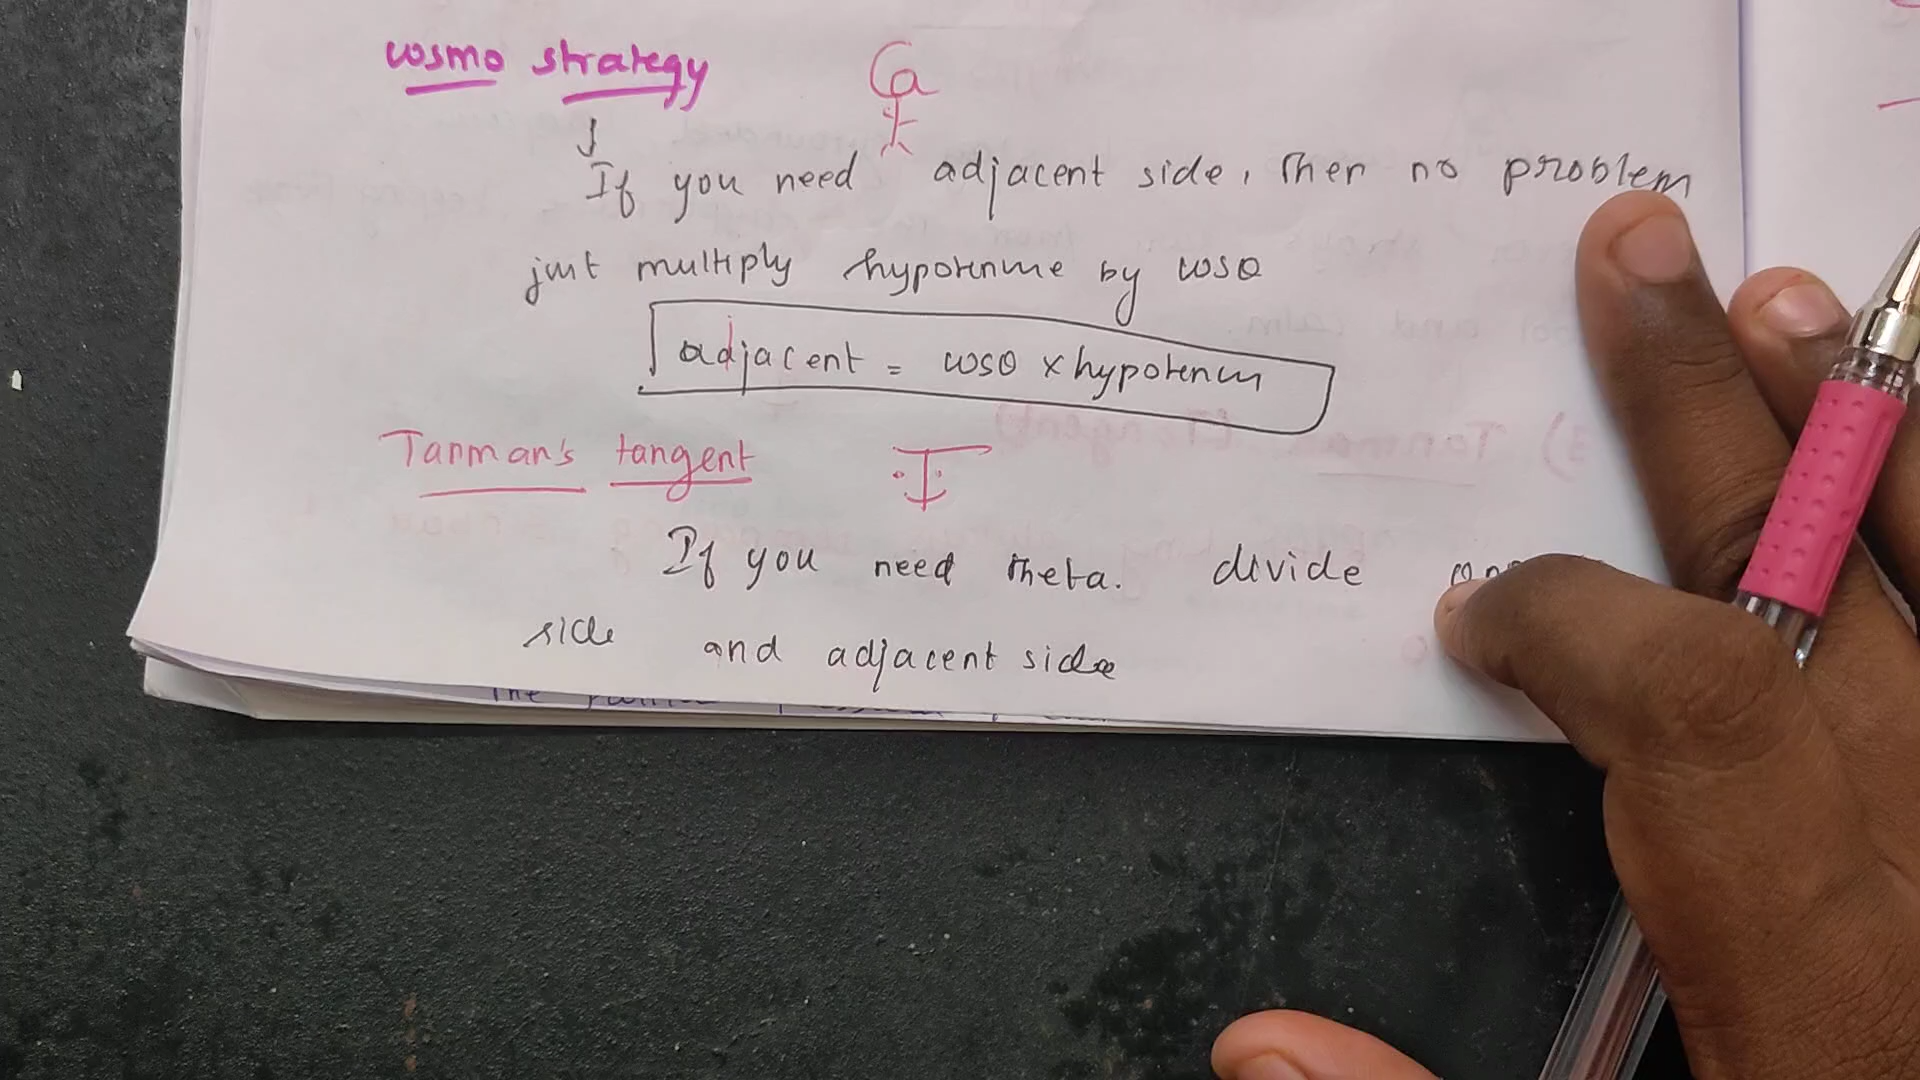 cosmo strategy
Ca
If you need adjacent side, then no problem
just multiply hypotenuse by cosθ
adjacent = cosθ x hypotenus
Tanman's tangent
T
If you need theta. divide
side and adjacent side